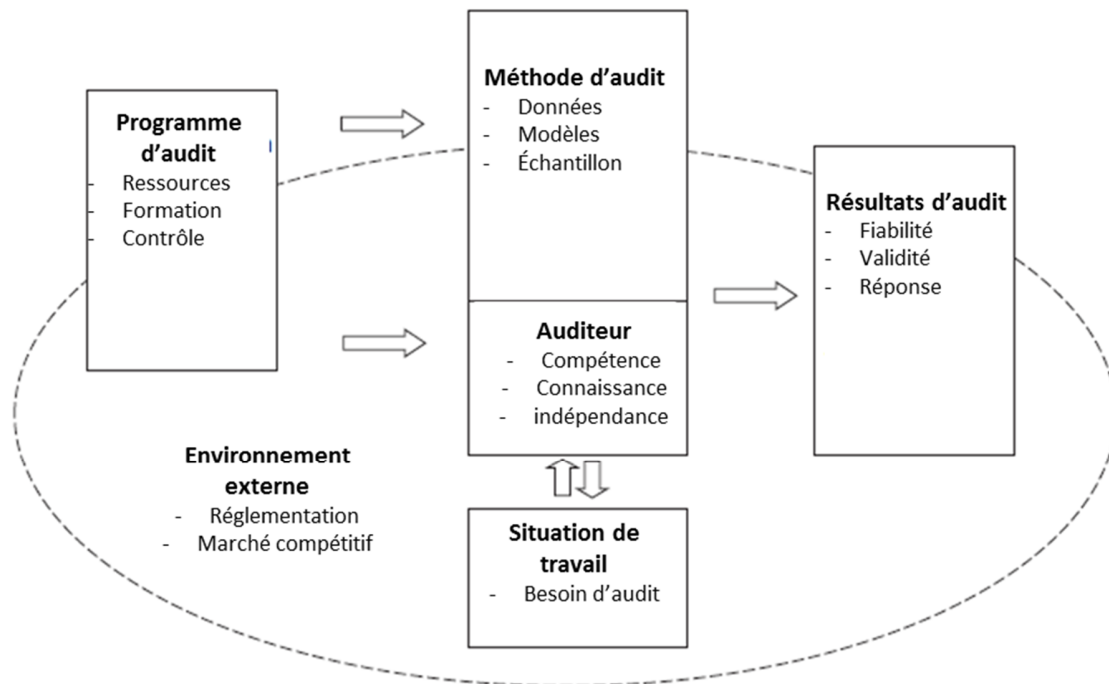 Programme
d'audit
- Ressources
- Formation
- Contrôle
Méthode d'audit
- Données
- Modèles
- Échantillon
Auditeur
- Compétence
- Connaissance
- indépendance
Résultats d'audit
- Fiabilité
- Validité
- Réponse
Environnement
externe
- Réglementation
- Marché compétitif
Situation de
travail
- Besoin d'audit